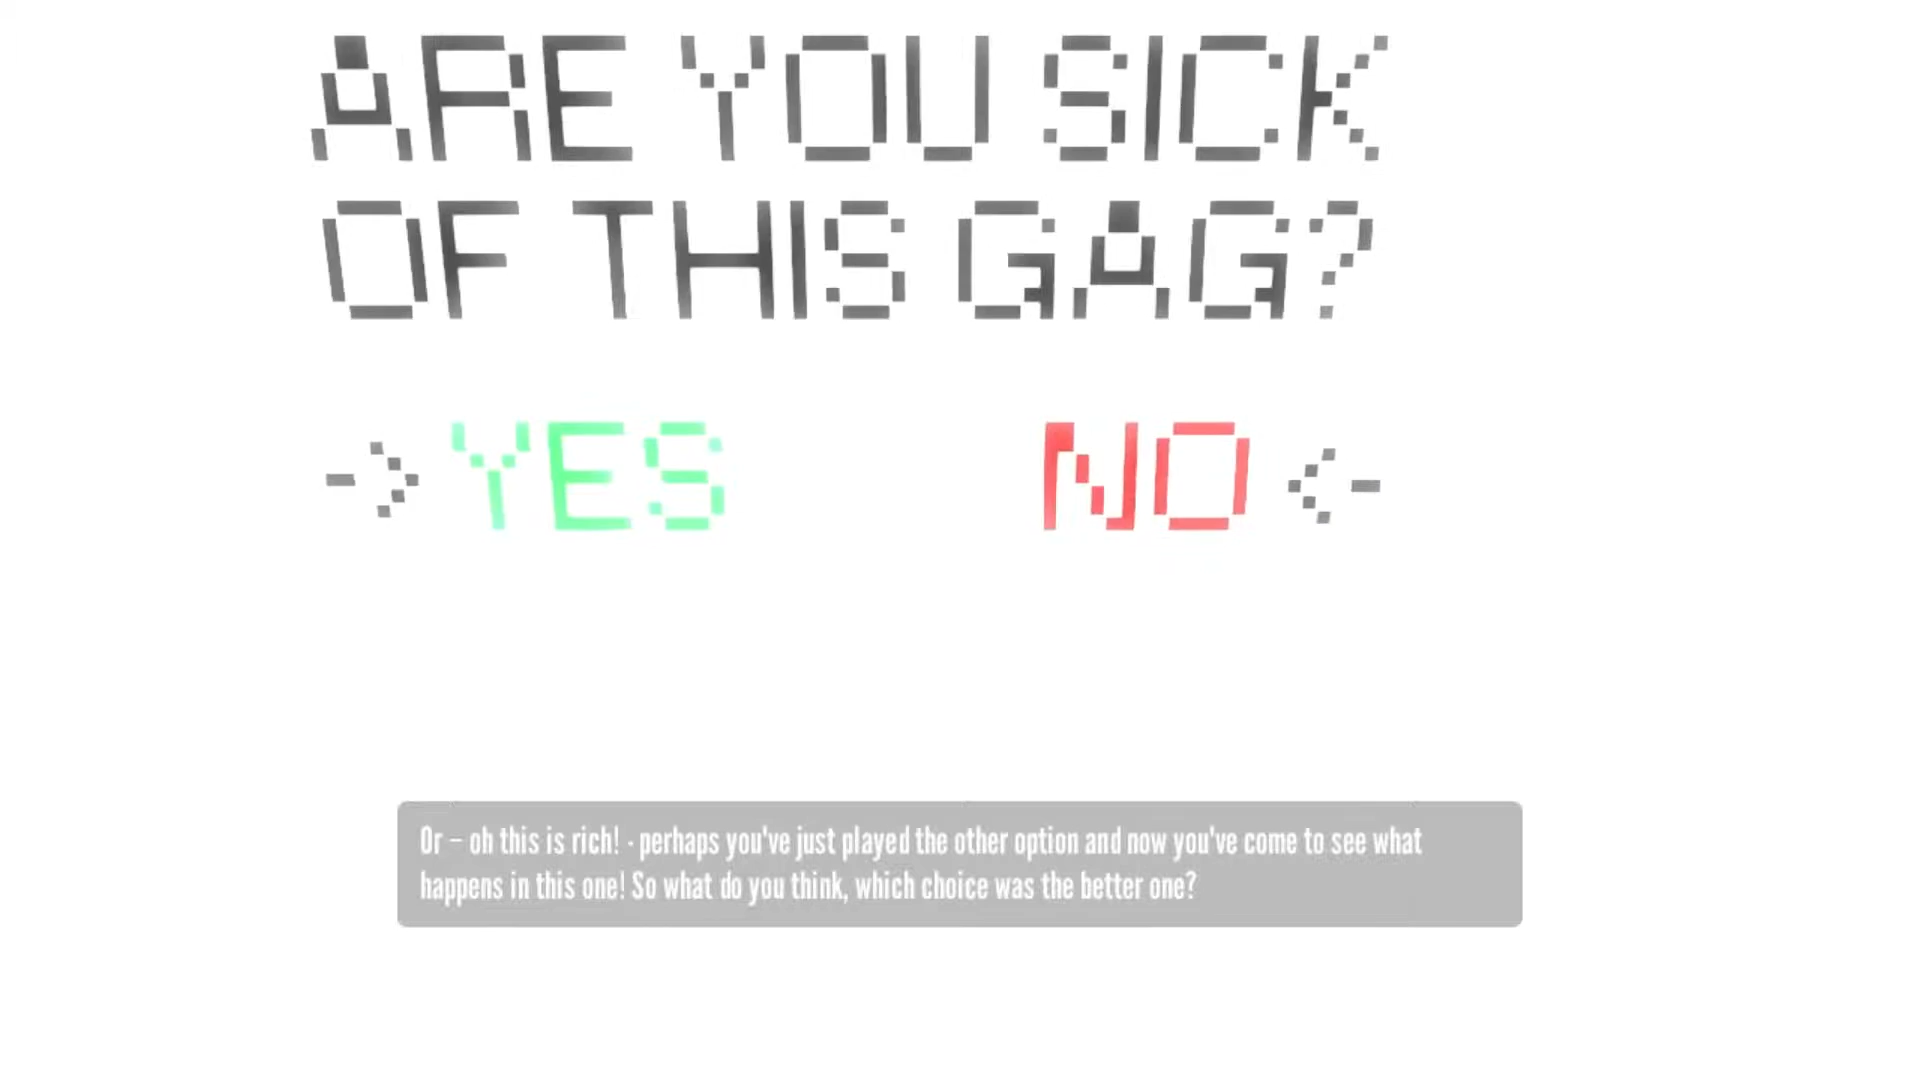 ARE YOU SICK
OF THIS GAG?
-> YES NO <-
Or – oh this is rich! - perhaps you've just played the other option and now you've come to see what
happens in this one! So what do you think, which choice was the better one?